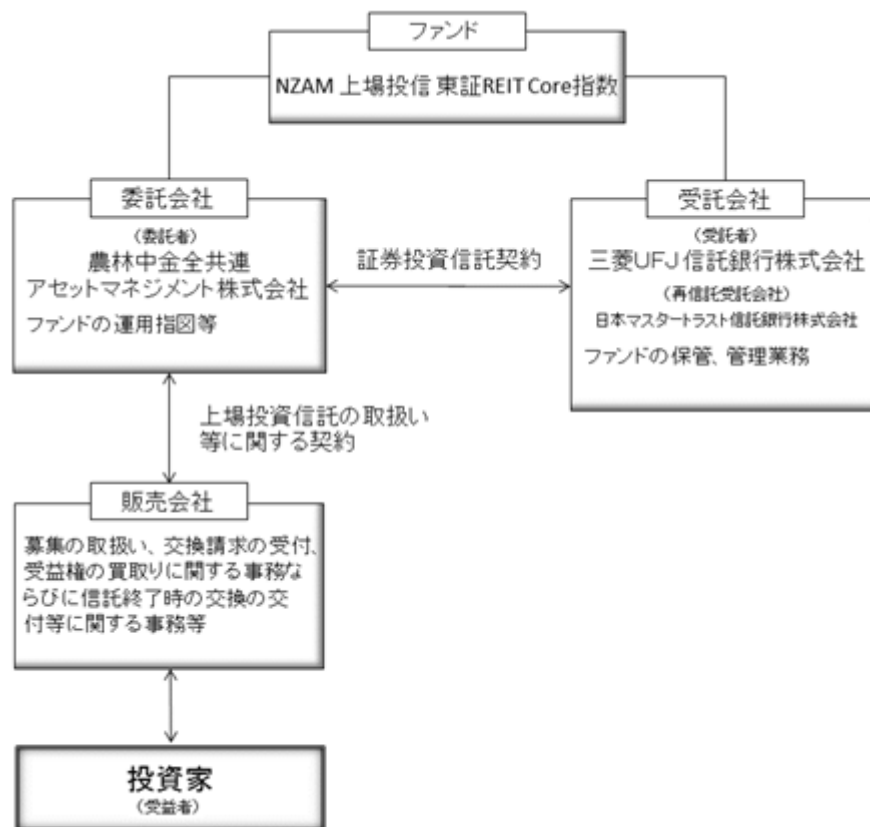 ファンド
NZAM 上場投信 東証REIT Core指数
委託会社
(委託者)
農林中金全共連
アセットマネジメント株式会社
ファンドの運用指図等
証券投資信託契約
受託会社
(受託者)
三菱UFJ信託銀行株式会社
(再信託受託会社)
日本マスタートラスト信託銀行株式会社
ファンドの保管、管理業務
上場投資信託の取扱い
等に関する契約
販売会社
募集の取扱い、交換請求の受付、
受益権の買取りに関する事務な
らびに信託終了時の交換の交
付等に関する事務等
投資家
(受益者)